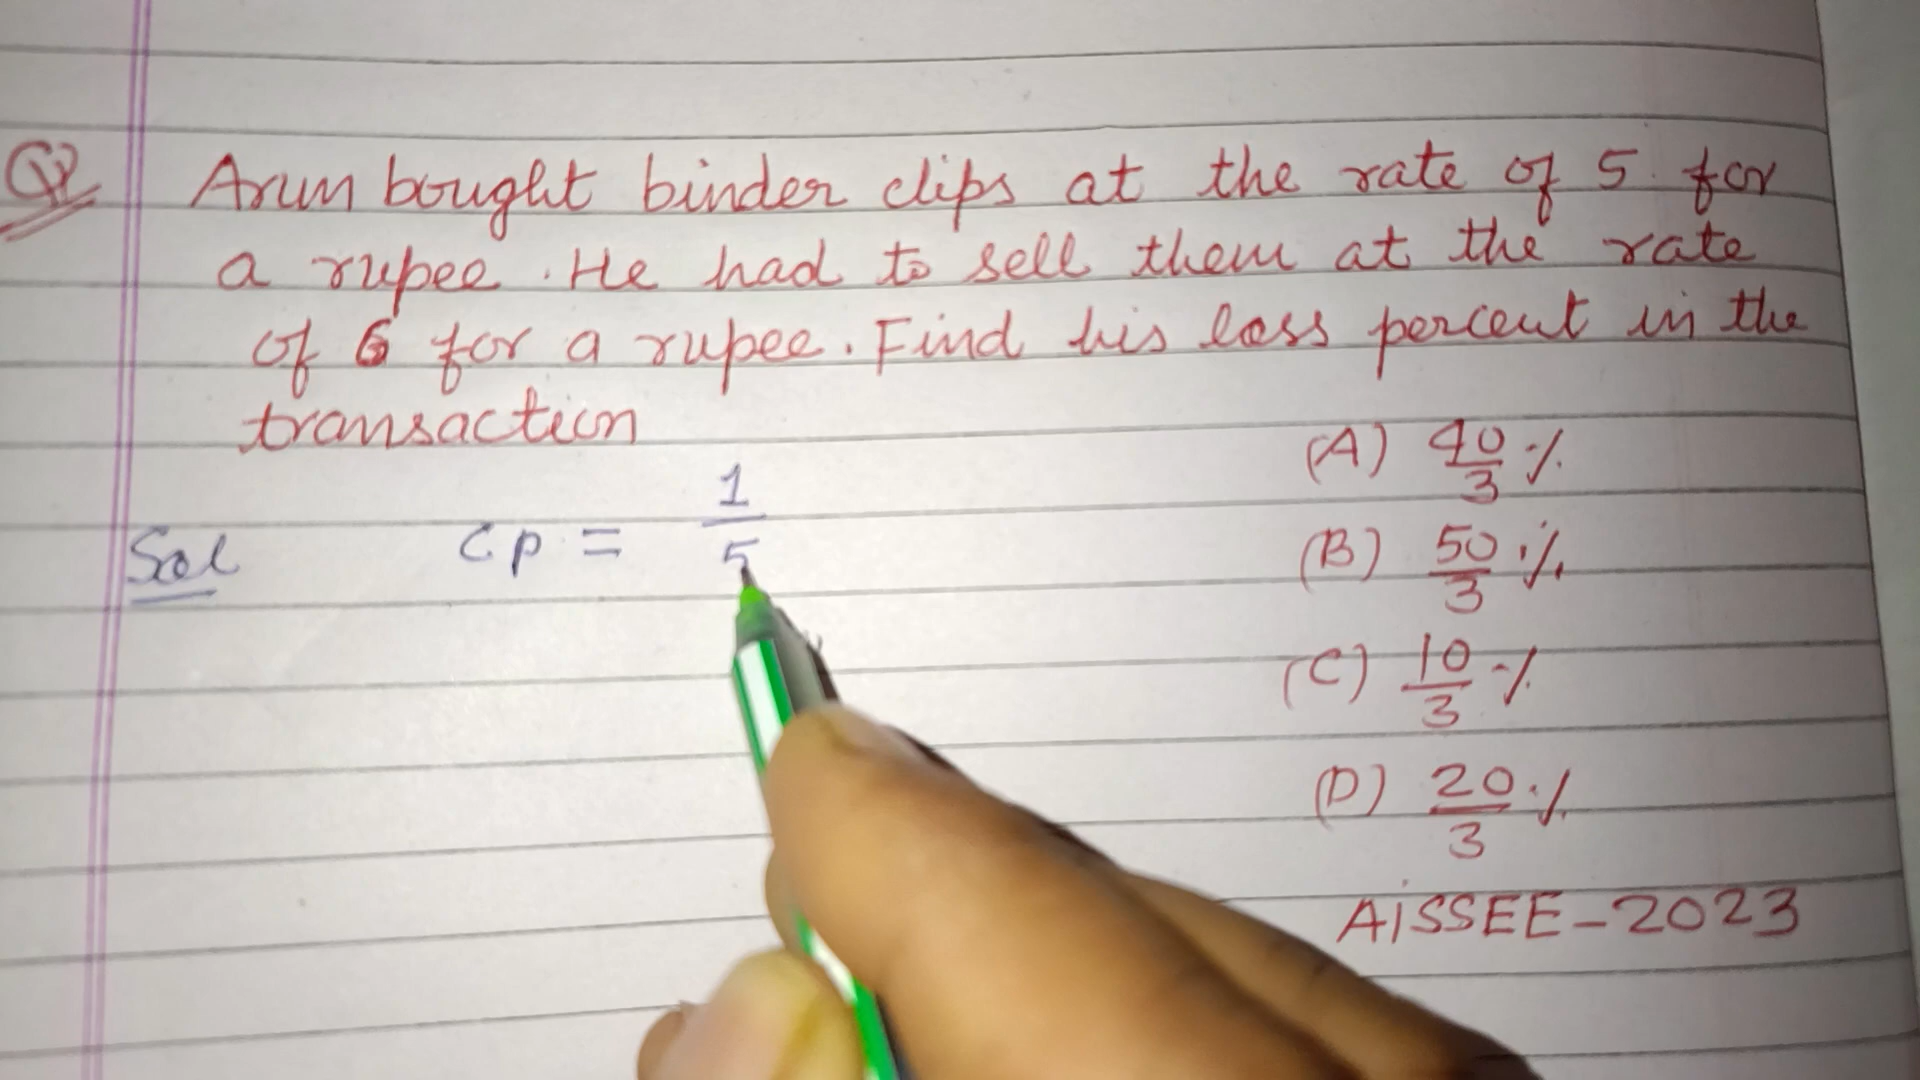 Q Arun bought binder clips at the rate of 5 for
a rupee. He had to sell them at the rate
of 6 for a rupee. Find his loss percent in the
transaction
(A) 40/3 %
Sol CP = 1/5
(B) 50/3 %
(C) 10/3 %
(D) 20/3 %
AISSEE-2023